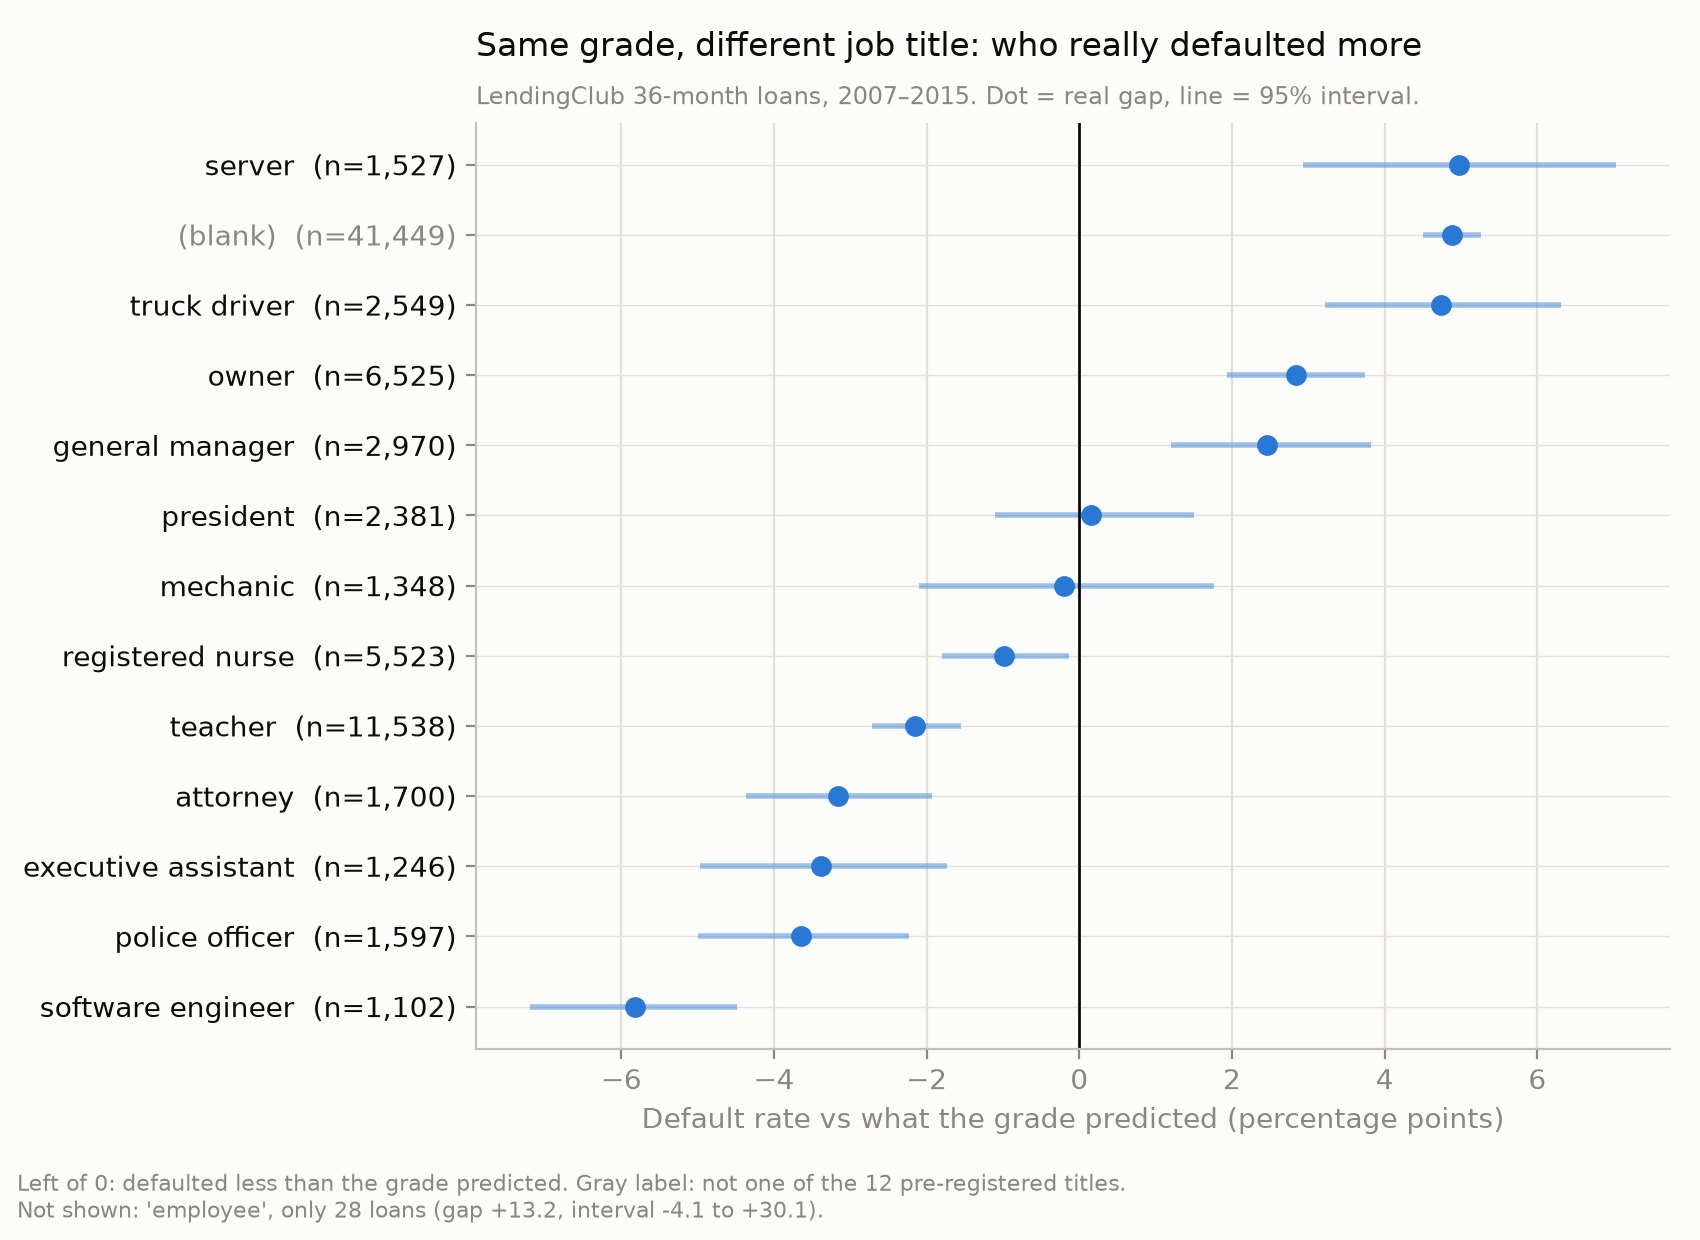 Same grade, different job title: who really defaulted more
LendingClub 36-month loans, 2007–2015. Dot = real gap, line = 95% interval.
server (n=1,527)
(blank) (n=41,449)
truck driver (n=2,549)
owner (n=6,525)
general manager (n=2,970)
president (n=2,381)
mechanic (n=1,348)
registered nurse (n=5,523)
teacher (n=11,538)
attorney (n=1,700)
executive assistant (n=1,246)
police officer (n=1,597)
software engineer (n=1,102)
−6 −4 −2 0 2 4 6
Default rate vs what the grade predicted (percentage points)
Left of 0: defaulted less than the grade predicted. Gray label: not one of the 12 pre-registered titles.
Not shown: 'employee', only 28 loans (gap +13.2, interval -4.1 to +30.1).